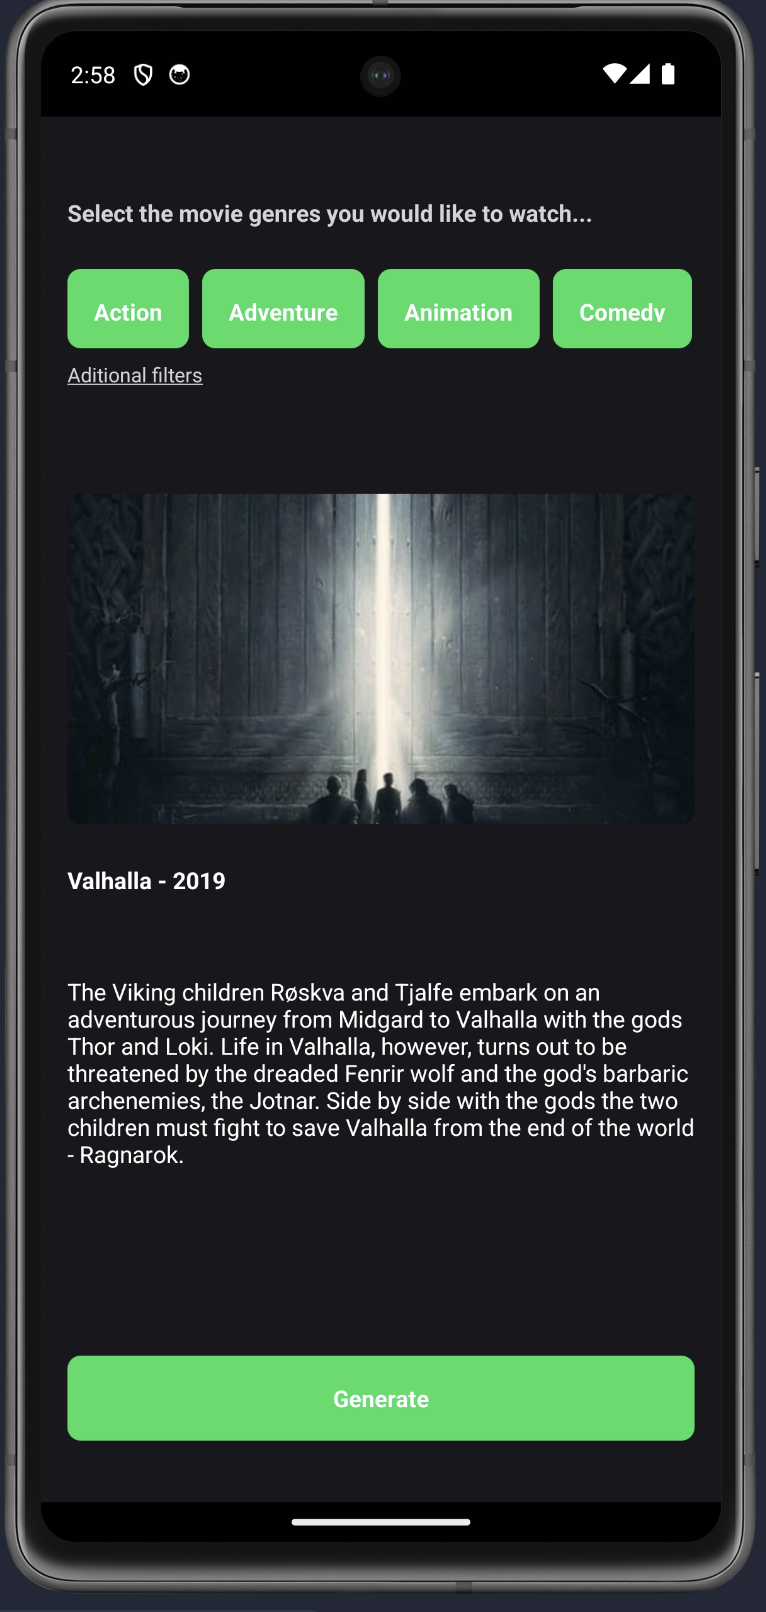 2:58
Select the movie genres you would like to watch...
Action Adventure Animation Comedy
Aditional filters
Valhalla - 2019
The Viking children Røskva and Tjalfe embark on an
adventurous journey from Midgard to Valhalla with the gods
Thor and Loki. Life in Valhalla, however, turns out to be
threatened by the dreaded Fenrir wolf and the god's barbaric
archenemies, the Jotnar. Side by side with the gods the two
children must fight to save Valhalla from the end of the world
- Ragnarok.
Generate